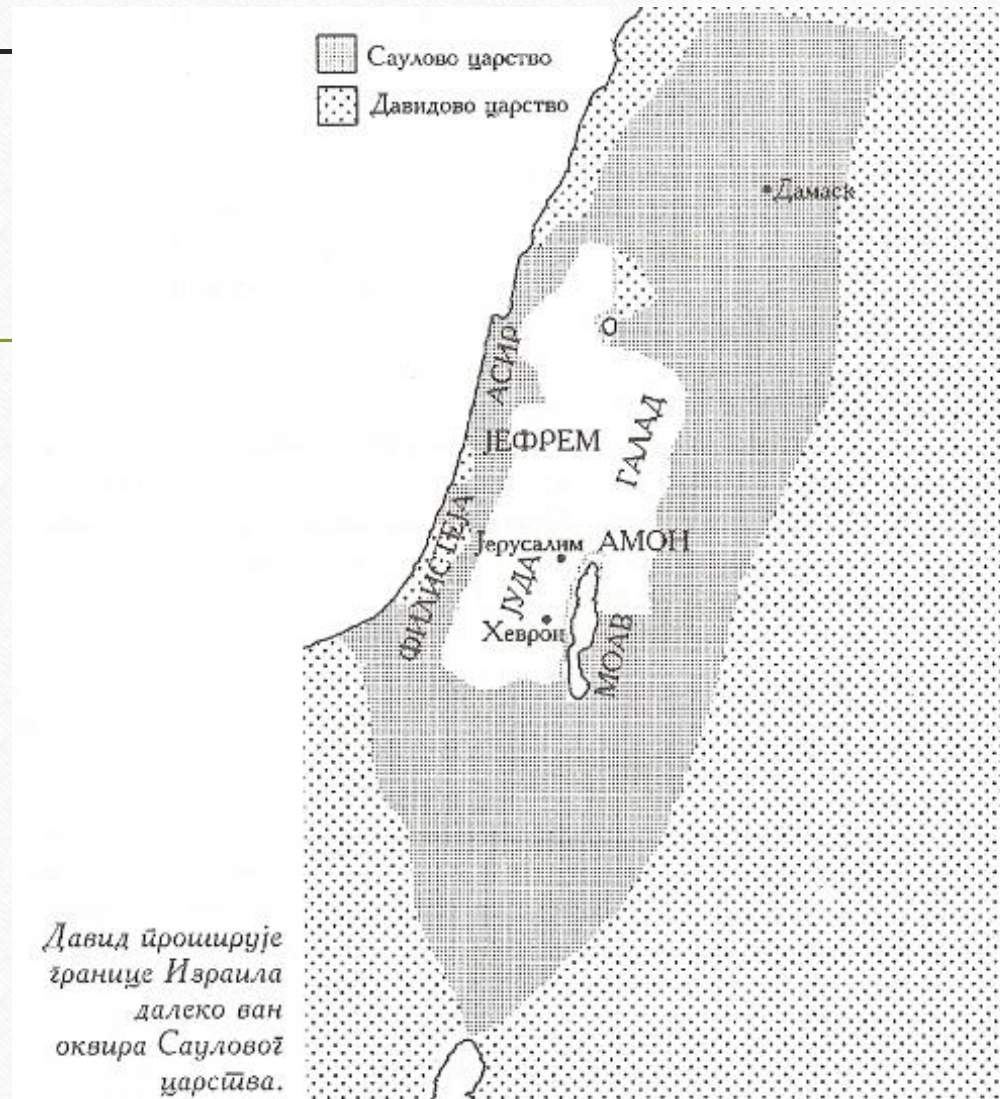 Саулово царство
Давидово царство
Дамаск
АСИР
ЈЕФРЕМ
ГАЛАД
ФИЛИСТЕЈА
Јерусалим
АМОН
ЈУДА
Хеврон
МОАВ
Давид проширује
границе Израила
далеко ван
оквира Сауловог
царства.